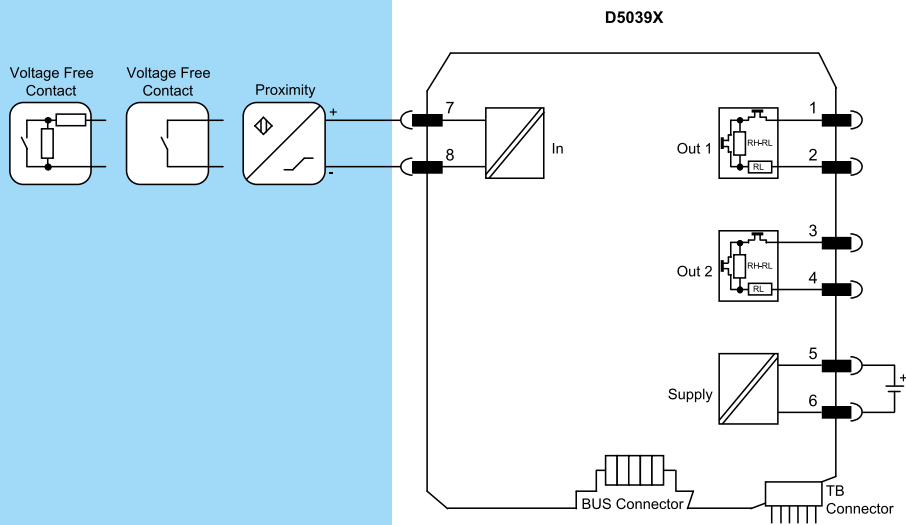 D5039X
Voltage Free
Contact
Voltage Free
Contact
Proximity
+
-
7
8
In
Out 1
RH-RL
RL
1
2
Out 2
RH-RL
RL
3
4
Supply
5
6
+
BUS Connector
TB
Connector